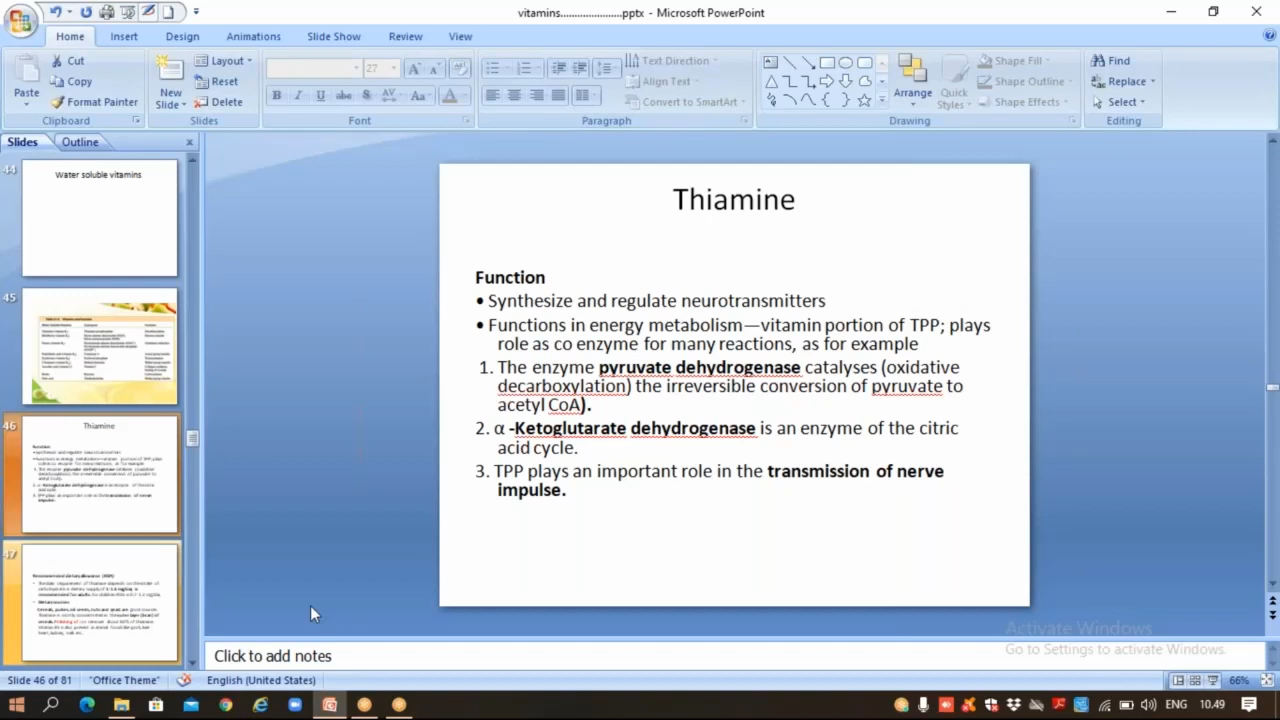 vitamins......................pptx - Microsoft PowerPoint
Home Insert Design Animations Slide Show Review View
Cut
Copy
Format Painter
Paste
Clipboard
New Slide
Layout
Reset
Delete
Slides
27
B I U abc S AV Aa A
Font
Text Direction
Align Text
Convert to SmartArt
Paragraph
Arrange
Quick Styles
Shape Fill
Shape Outline
Shape Effects
Drawing
Find
Replace
Select
Editing
Slides Outline
44
Water soluble vitamins
45
46
Thiamine
47
Thiamine
Function
• Synthesize and regulate neurotransmitters
Functions in energy metabolism—vitamin portion of TPP; pays
role as co enzyme for many reactions, as for example
1. The enzyme pyruvate dehydrogenase catalyzes (oxidative
decarboxylation) the irreversible conversion of pyruvate to
acetyl CoA).
2. α -Ketoglutarate dehydrogenase is an enzyme of the citric
acid cycle.
3. TPP plays an important role in the transmission of nerve
impulse.
Activate Windows
Go to Settings to activate Windows.
Click to add notes
Slide 46 of 81 "Office Theme" English (United States) 66%
ENG 10.49